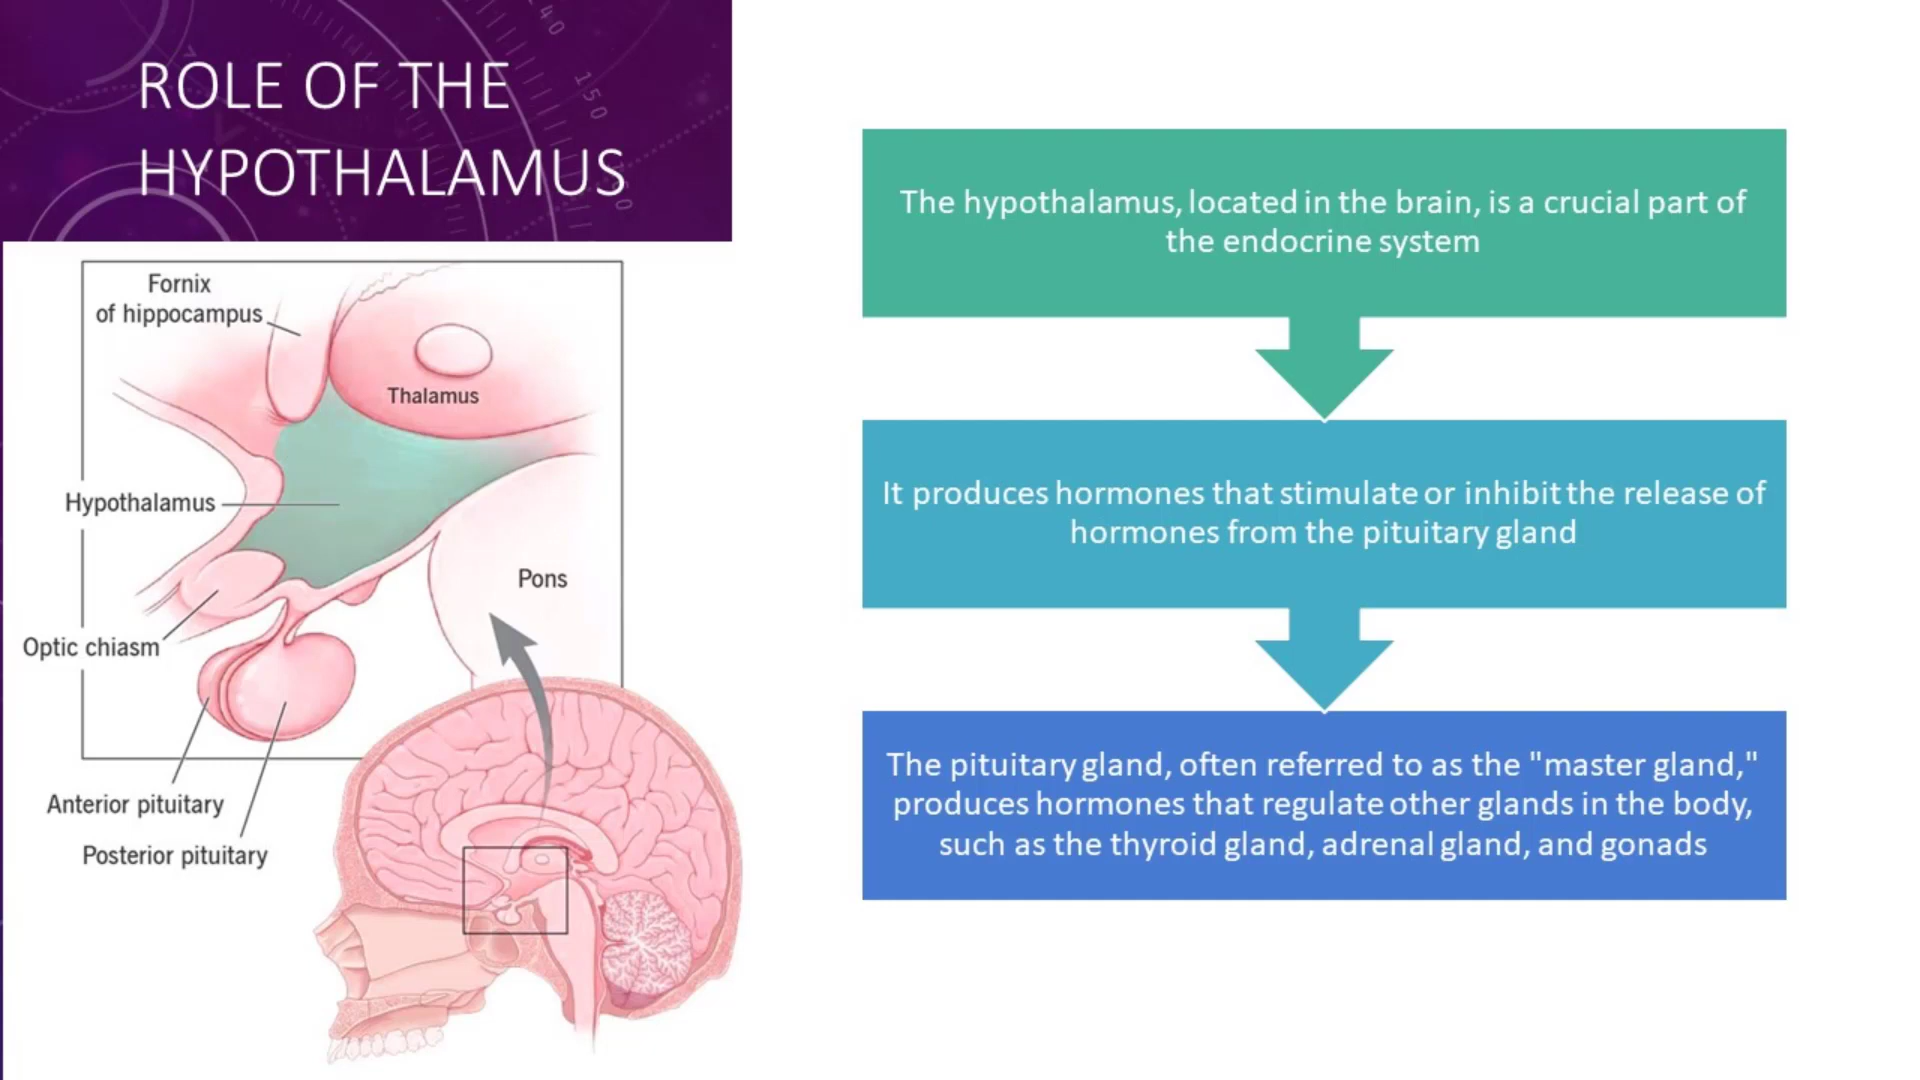 ROLE OF THE
HYPOTHALAMUS
40
150
Fornix
of hippocampus
Thalamus
Hypothalamus
Pons
Optic chiasm
Anterior pituitary
Posterior pituitary
The hypothalamus, located in the brain, is a crucial part of
the endocrine system
It produces hormones that stimulate or inhibit the release of
hormones from the pituitary gland
The pituitary gland, often referred to as the "master gland,"
produces hormones that regulate other glands in the body,
such as the thyroid gland, adrenal gland, and gonads